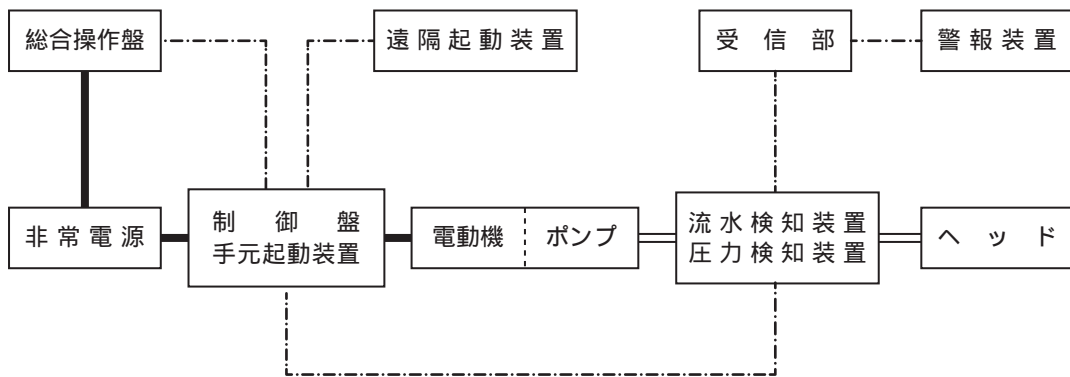 総合操作盤
遠隔起動装置
受信部
警報装置
非常電源
制御盤
手元起動装置
電動機
ポンプ
流水検知装置
圧力検知装置
ヘッド